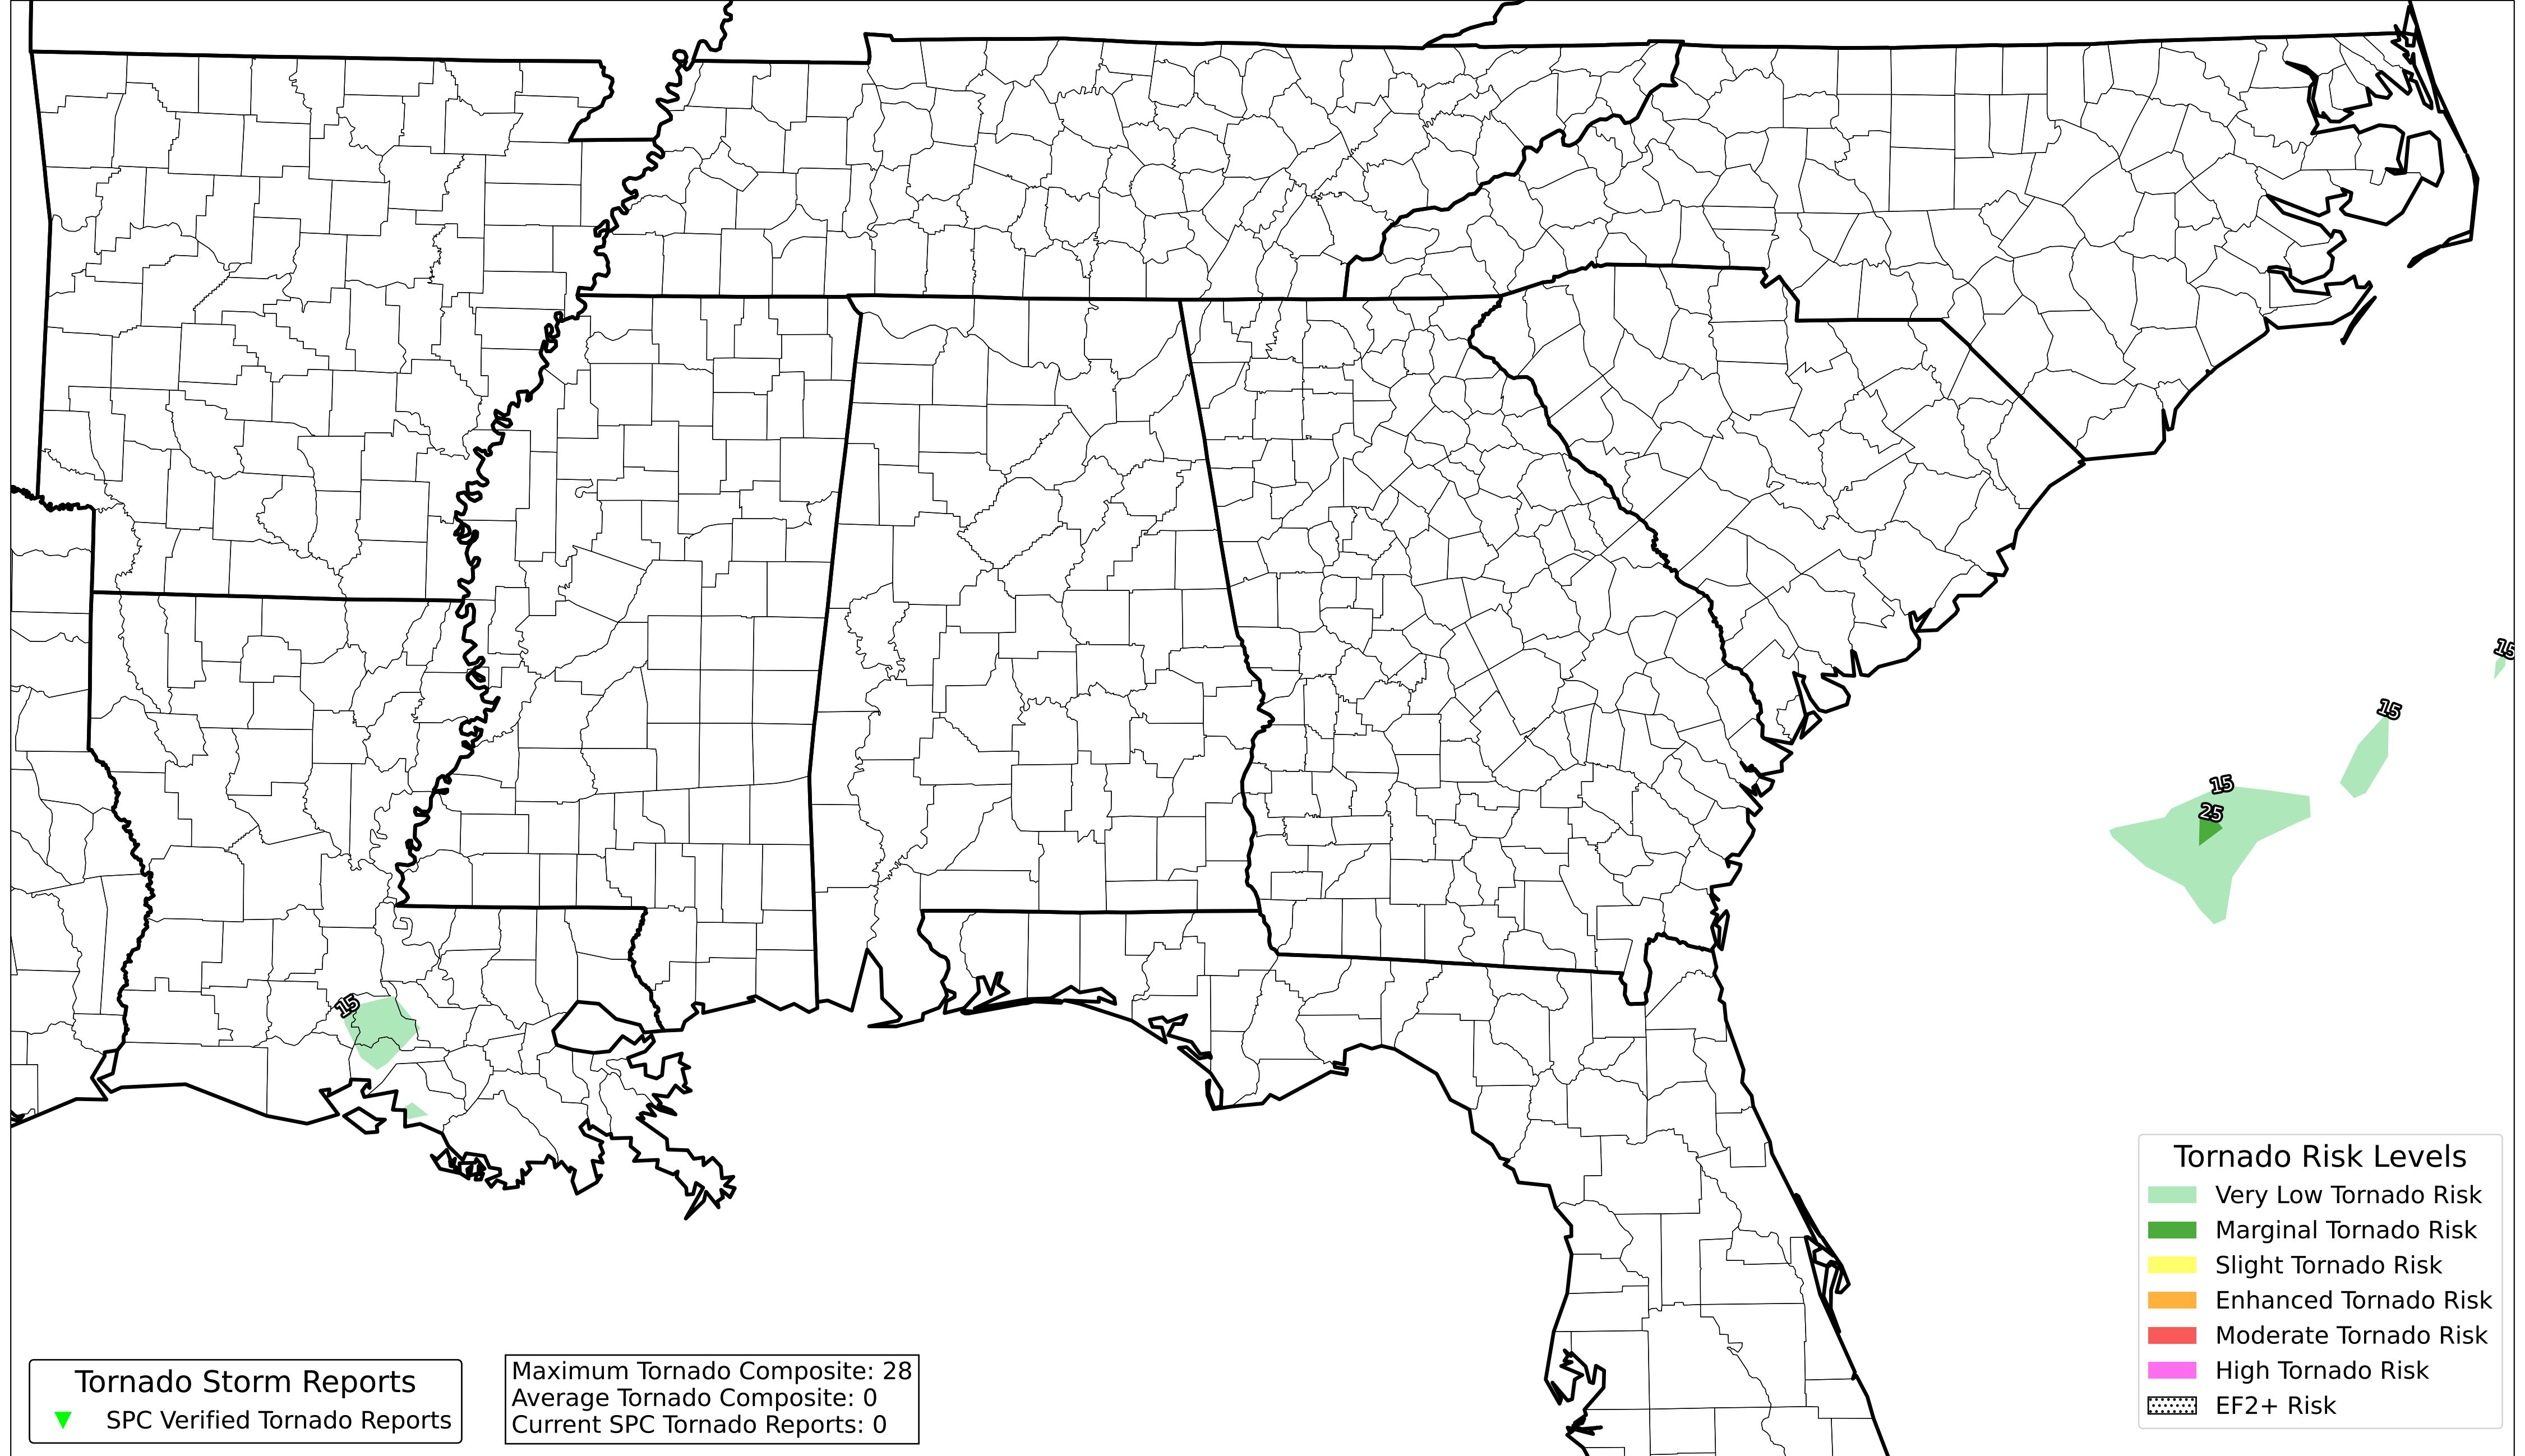 15
15
15
25
15
Tornado Risk Levels
Very Low Tornado Risk
Marginal Tornado Risk
Slight Tornado Risk
Enhanced Tornado Risk
Moderate Tornado Risk
High Tornado Risk
EF2+ Risk
Tornado Storm Reports
SPC Verified Tornado Reports
Maximum Tornado Composite: 28
Average Tornado Composite: 0
Current SPC Tornado Reports: 0